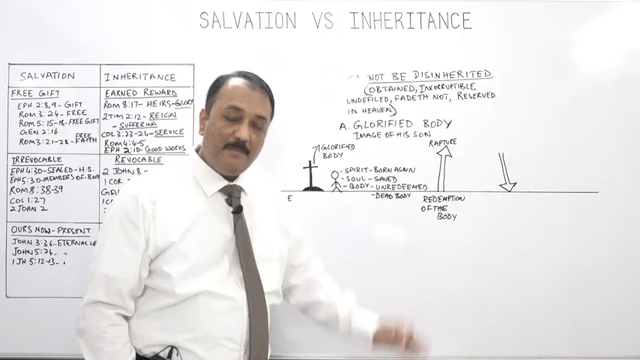 SALVATION VS INHERITANCE
SALVATION
INHERITANCE
FREE GIFT
EPH 2:8,9 - GIFT
ROM 3:24 - FREE
ROM 5:15-18 - FREE GIFT
GEN 2:16
FREE
ROM 3:21-28 - FAITH
EARNED REWARD
ROM 8:17 - HEIRS - GLORY
2 TIM 2:12 - REIGN
- SUFFERING
COL 3:23-24 - SERVICE
ROM 4:4-5
EPH 2:10 - GOOD WORKS
IRREVOCABLE
EPH 4:30 - SEALED - H.S.
EPH 5:30 - MEMBERS OF
ROM 8:38-39
COL 1:27
2 JOHN 2
REVOCABLE
2 JOHN 8 -
1 COR
OURS NOW - PRESENT
JOHN 3:36 - ETERNAL
JOHN 5:24 - "
1 JN 5:12-13 - "
NOT BE DISINHERITED
(OBTAINED, INCORRUPTIBLE,
UNDEFILED, FADETH NOT, RESERVED
IN HEAVEN)
A. GLORIFIED BODY
IMAGE OF HIS SON
GLORIFIED
BODY
RAPTURE
- SPIRIT - BORN AGAIN
- SOUL - SAVED
- BODY - UNREDEEMED
- DEAD BODY
E
REDEMPTION
OF THE
BODY